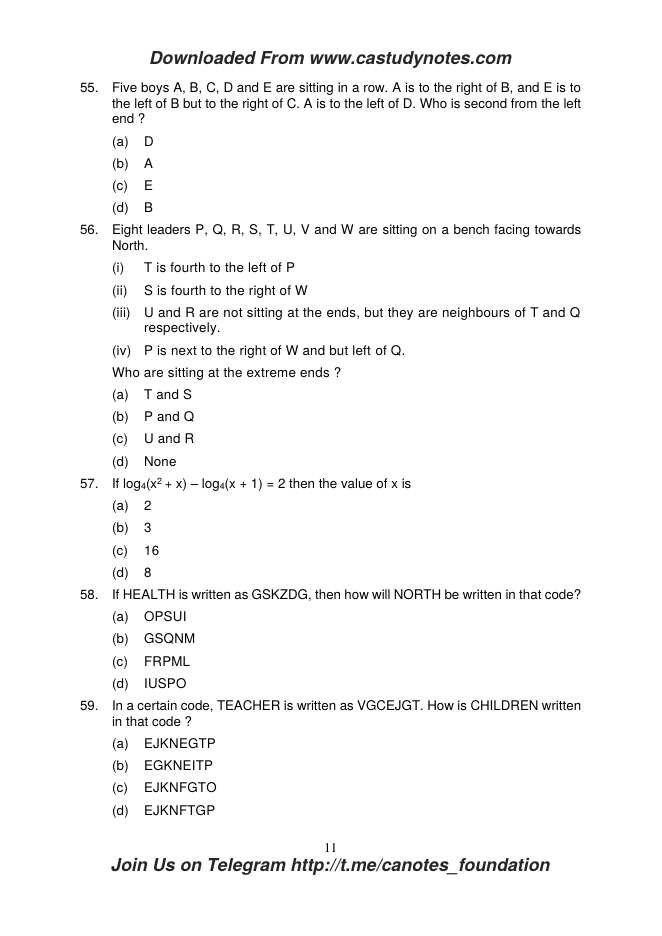 Downloaded From www.castudynotes.com
55. Five boys A, B, C, D and E are sitting in a row. A is to the right of B, and E is to
the left of B but to the right of C. A is to the left of D. Who is second from the left
end ?
(a) D
(b) A
(c) E
(d) B
56. Eight leaders P, Q, R, S, T, U, V and W are sitting on a bench facing towards
North.
(i) T is fourth to the left of P
(ii) S is fourth to the right of W
(iii) U and R are not sitting at the ends, but they are neighbours of T and Q
respectively.
(iv) P is next to the right of W and but left of Q.
Who are sitting at the extreme ends ?
(a) T and S
(b) P and Q
(c) U and R
(d) None
57. If log₄(x² + x) – log₄(x + 1) = 2 then the value of x is
(a) 2
(b) 3
(c) 16
(d) 8
58. If HEALTH is written as GSKZDG, then how will NORTH be written in that code?
(a) OPSUI
(b) GSQNM
(c) FRPML
(d) IUSPO
59. In a certain code, TEACHER is written as VGCEJGT. How is CHILDREN written
in that code ?
(a) EJKNEGTP
(b) EGKNEITP
(c) EJKNFGTO
(d) EJKNFTGP
11
Join Us on Telegram http://t.me/canotes_foundation